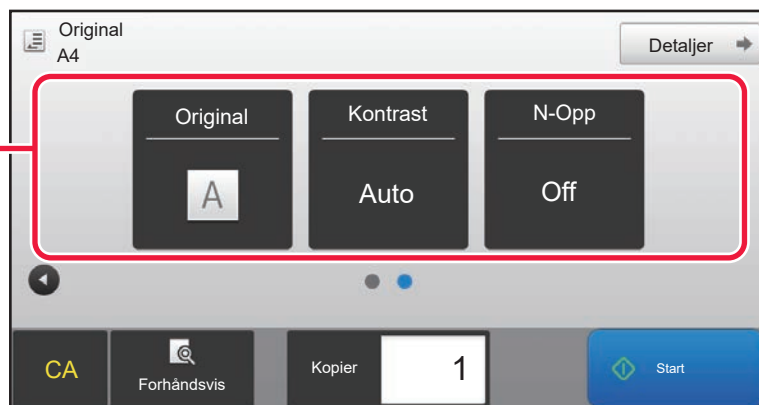 Original
A4
Detaljer
Original
Kontrast
N-Opp
A
Auto
Off
CA
Forhåndsvis
Kopier
1
Start